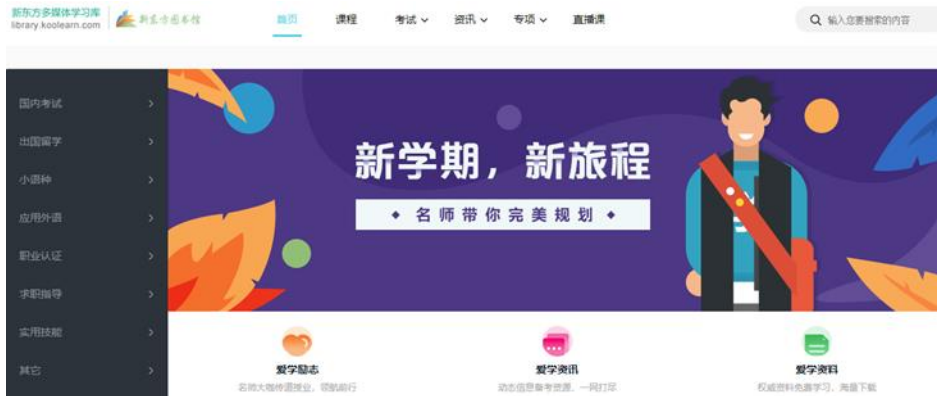 新东方多媒体学习库
library.koolearn.com
新东方图书馆
首页 课程 考试 资讯 专项 直播课
输入您要搜索的内容
国内考试
出国留学
小语种
应用外语
职业认证
求职指导
实用技能
其它
新学期，新旅程
名师带你完美规划
爱学励志
名师大咖传道授业，领航前行
爱学资讯
动态信息备考资源，一网打尽
爱学资料
权威资料免费学习，海量下载